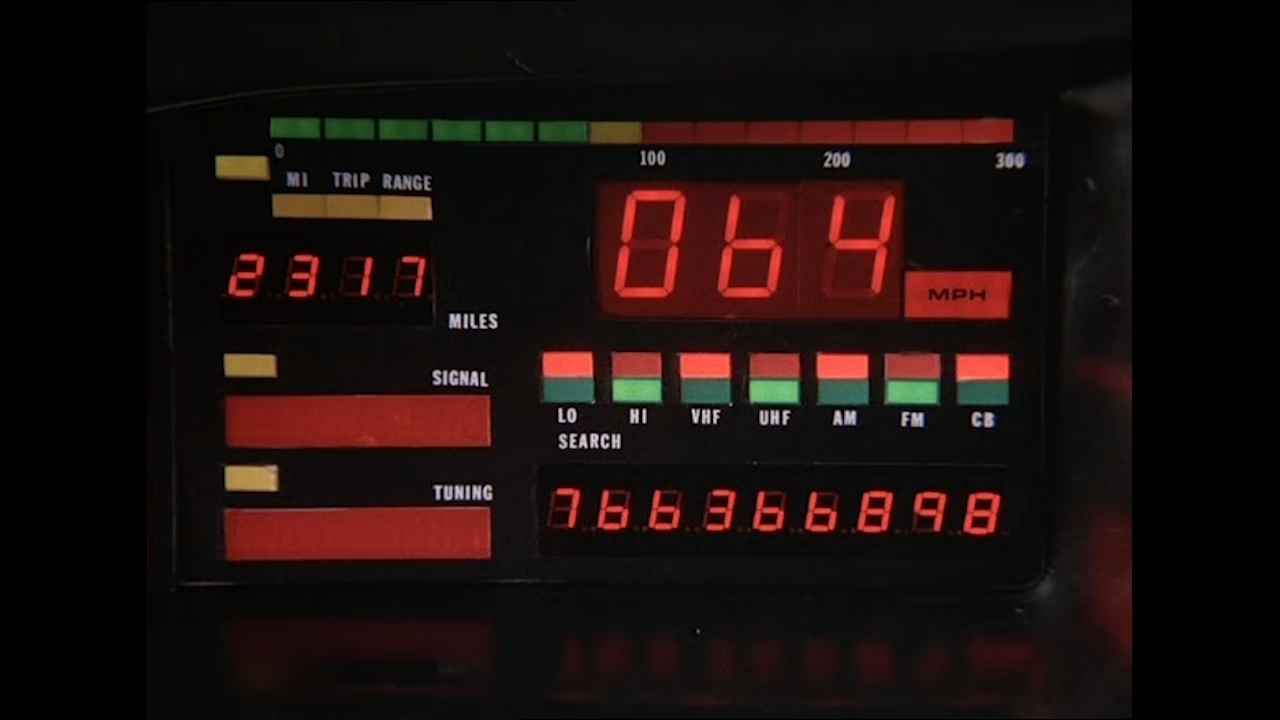 0 100 200 300
MI TRIP RANGE
064
MPH
2317
MILES
SIGNAL
LO HI VHF UHF AM FM CB
SEARCH
TUNING
766366898